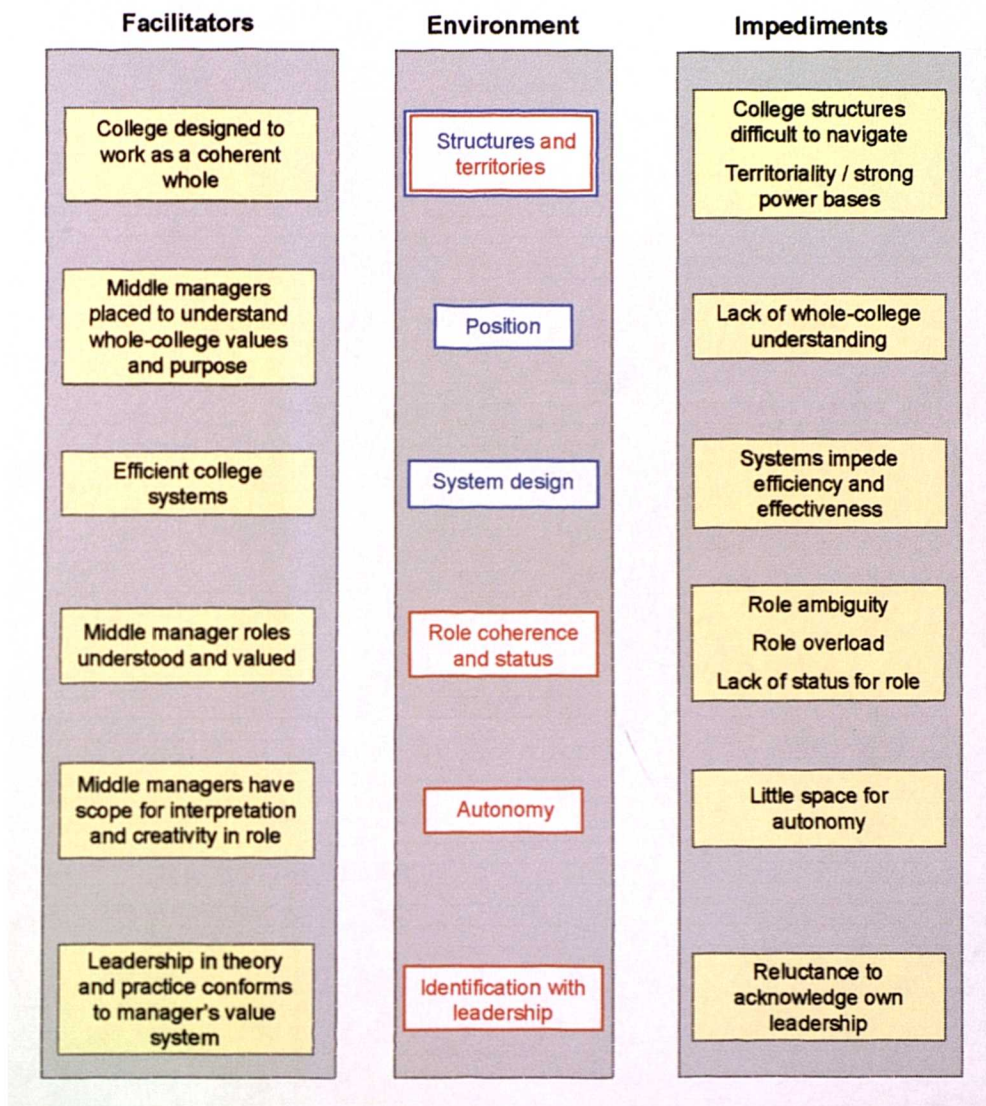 Facilitators
Environment
Impediments
College designed to
work as a coherent
whole
Structures and
territories
College structures
difficult to navigate
Territoriality / strong
power bases
Middle managers
placed to understand
whole-college values
and purpose
Position
Lack of whole-college
understanding
Efficient college
systems
System design
Systems impede
efficiency and
effectiveness
Middle manager roles
understood and valued
Role coherence
and status
Role ambiguity
Role overload
Lack of status for role
Middle managers have
scope for interpretation
and creativity in role
Autonomy
Little space for
autonomy
Leadership in theory
and practice conforms
to manager's value
system
Identification with
leadership
Reluctance to
acknowledge own
leadership